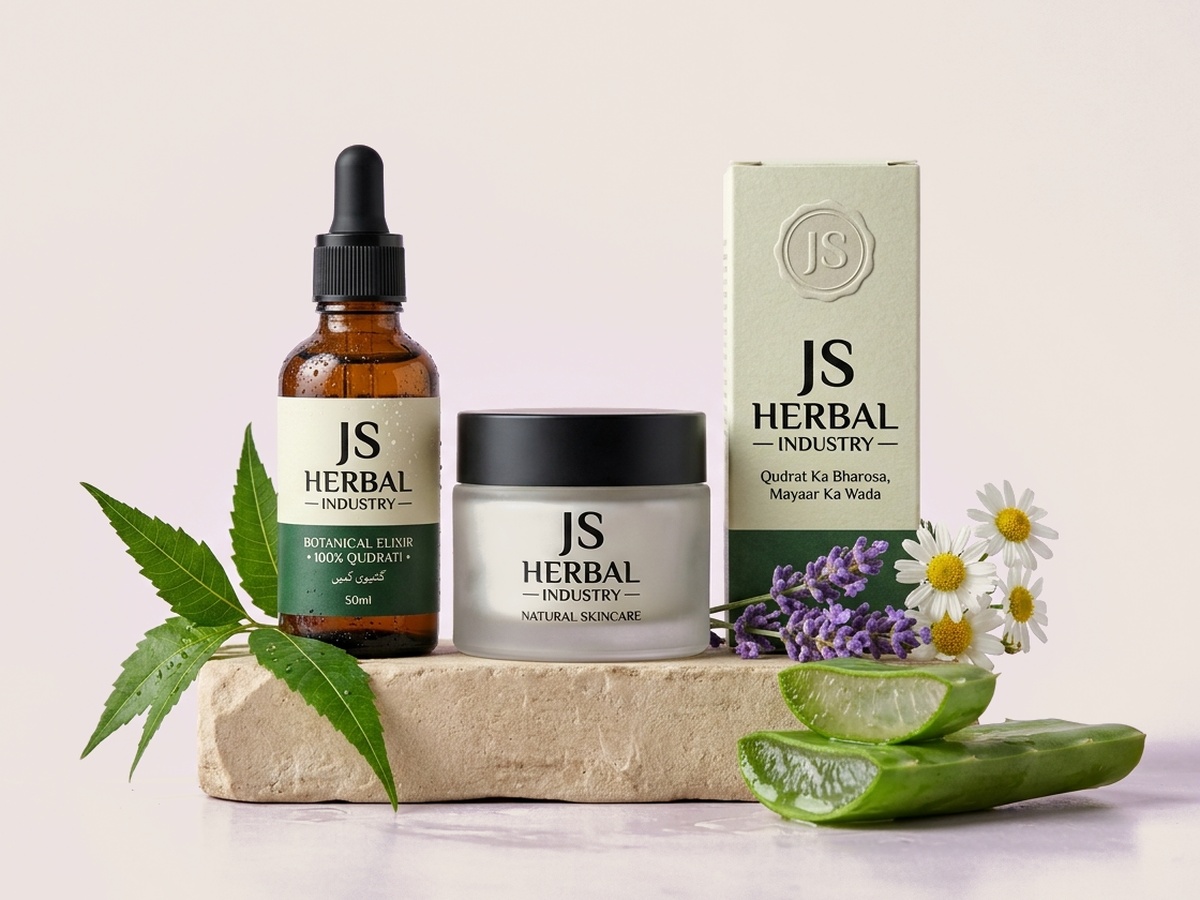 JS
HERBAL
INDUSTRY
BOTANICAL ELIXIR
• 100% QUDRATI •
50ml
JS
HERBAL
INDUSTRY
NATURAL SKINCARE
JS
JS
HERBAL
INDUSTRY
Qudrat Ka Bharosa,
Mayaar Ka Wada